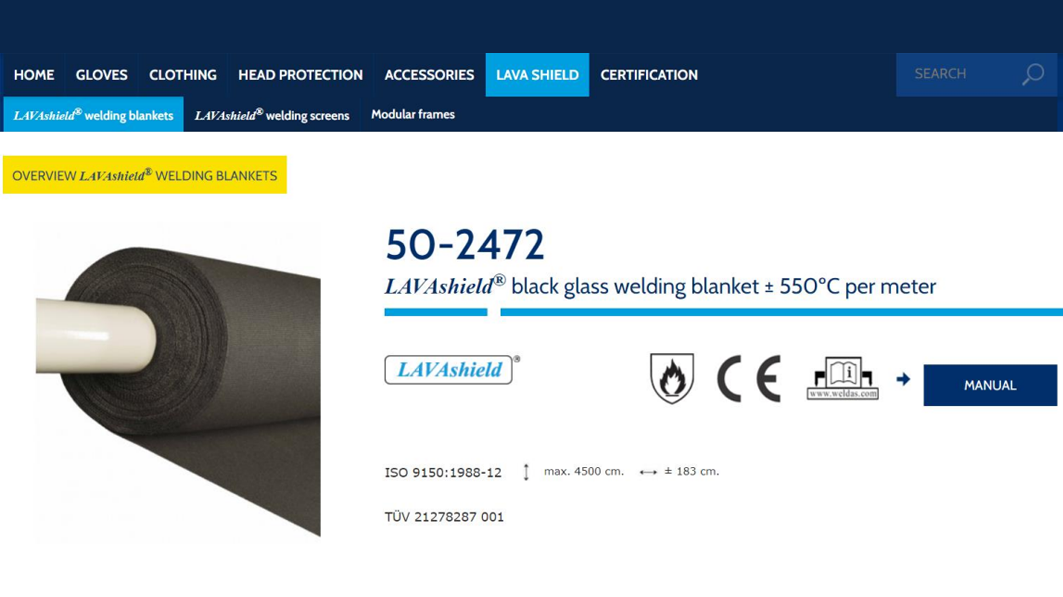 HOME GLOVES CLOTHING HEAD PROTECTION ACCESSORIES LAVA SHIELD CERTIFICATION SEARCH
LAVAshield® welding blankets LAVAshield® welding screens Modular frames
OVERVIEW LAVAshield® WELDING BLANKETS
50-2472
LAVAshield® black glass welding blanket ± 550°C per meter
LAVAshield® CE i www.weldas.com MANUAL
ISO 9150:1988-12 max. 4500 cm. ± 183 cm.
TÜV 21278287 001